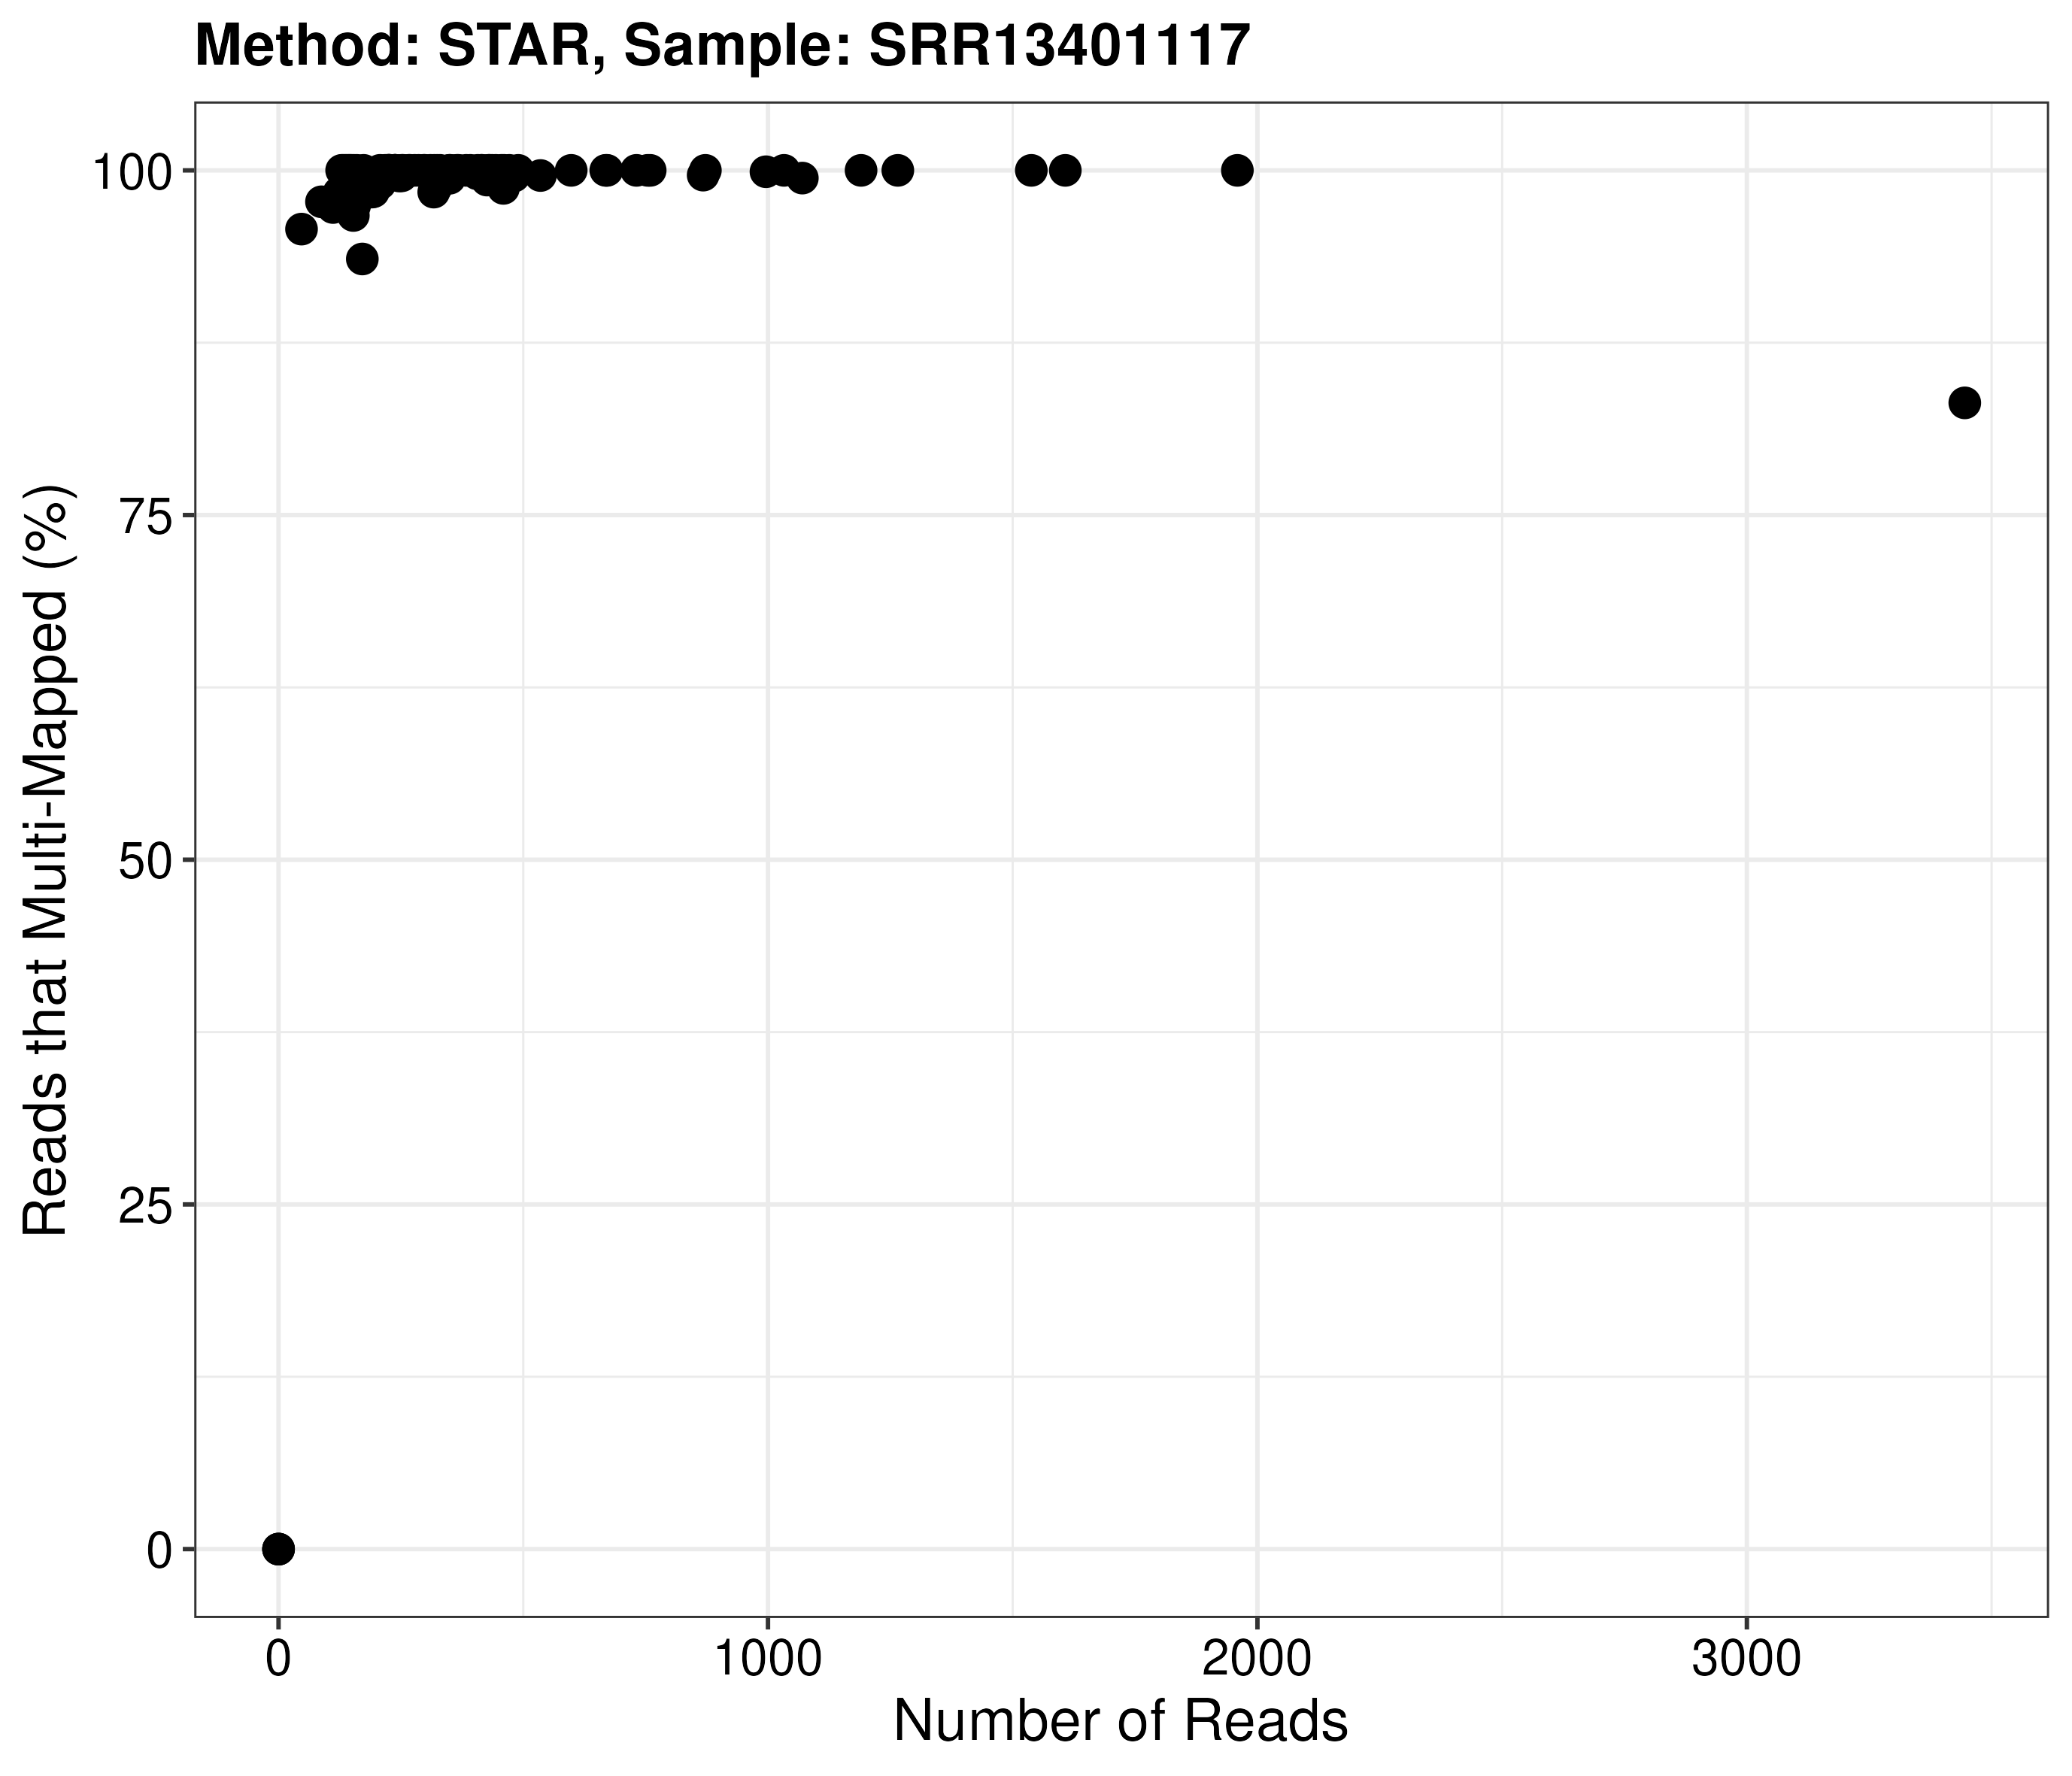 Method: STAR, Sample: SRR13401117
Reads that Multi-Mapped (%)
100
75
50
25
0
0 1000 2000 3000
Number of Reads